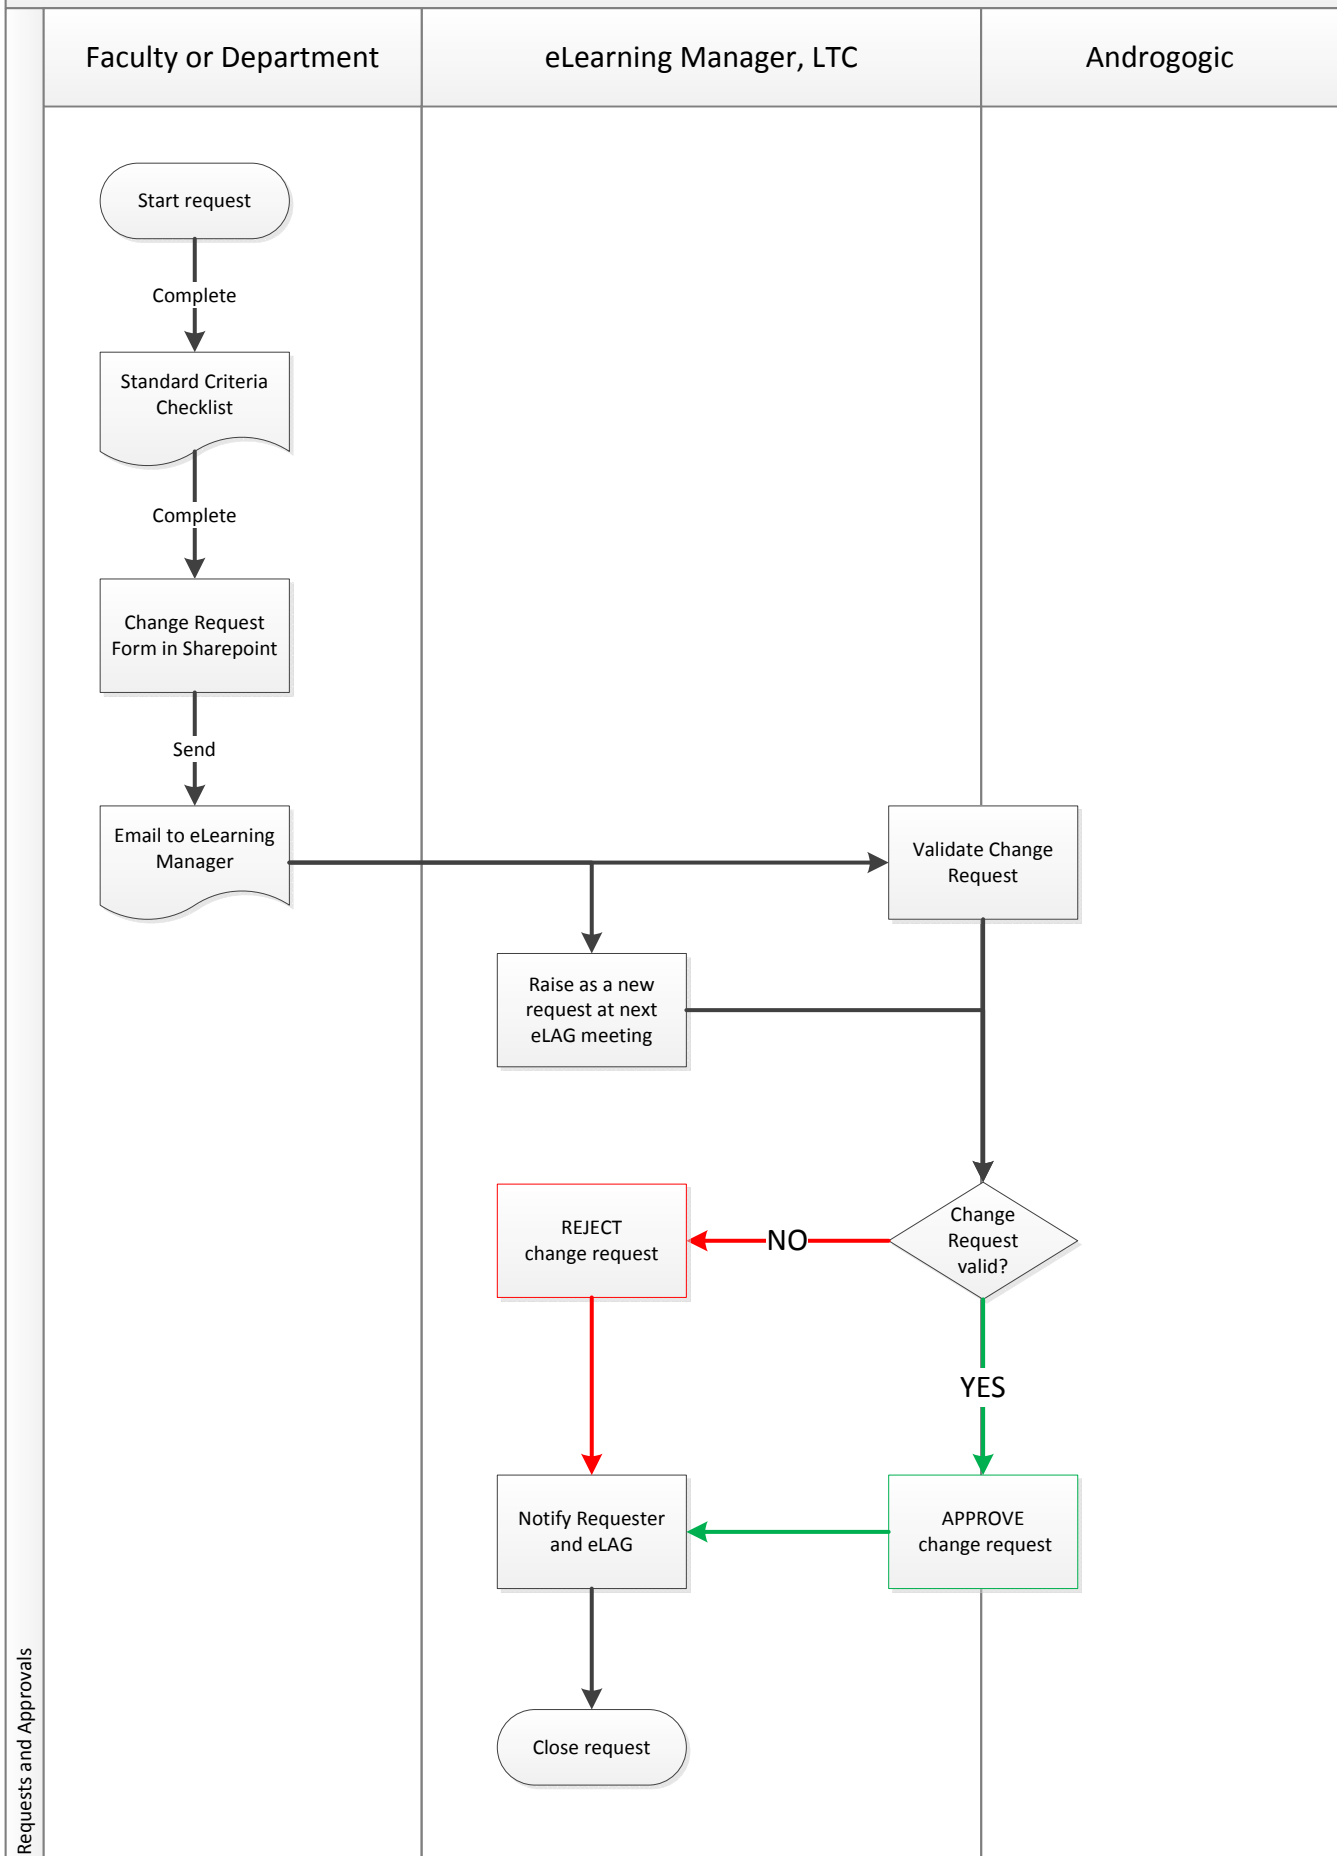 Faculty or Department
eLearning Manager, LTC
Androgogic
Start request
Complete
Standard Criteria
Checklist
Complete
Change Request
Form in Sharepoint
Send
Email to eLearning
Manager
Validate Change
Request
Raise as a new
request at next
eLAG meeting
Change
Request
valid?
NO
REJECT
change request
YES
APPROVE
change request
Notify Requester
and eLAG
Close request
Requests and Approvals